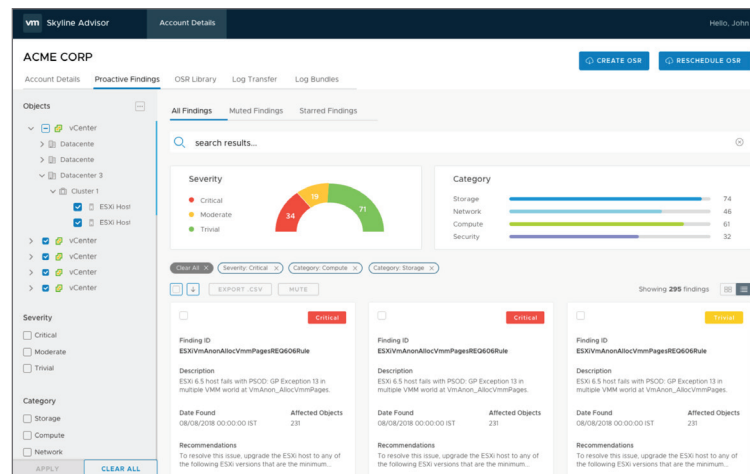 vm Skyline Advisor Account Details Hello, John
ACME CORP
CREATE OSR RESCHEDULE OSR
Account Details Proactive Findings OSR Library Log Transfer Log Bundles
Objects
vCenter
Datacente
Datacente
Datacenter 3
Cluster 1
ESXi Host
ESXi Host
vCenter
vCenter
vCenter
vCenter
Severity
Critical
Moderate
Trivial
Category
Storage
Compute
Network
APPLY CLEAR ALL
All Findings Muted Findings Starred Findings
search results...
Severity
Critical
Moderate
Trivial
34 19 71
Category
Storage 74
Network 46
Compute 61
Security 32
Clear All X Severity: Critical X Category: Compute X Category: Storage X
EXPORT .CSV MUTE Showing 295 findings
Critical
Finding ID
ESXiVmAnonAllocVmmPagesREQ606Rule
Description
ESXi 6.5 host fails with PSOD: GP Exception 13 in
multiple VMM world at VmAnon_AllocVmmPages.
Date Found Affected Objects
08/08/2018 00:00:00 IST 231
Recommendations
To resolve this issue, upgrade the ESXi host to any of
the following ESXi versions that are the minimum...
Critical
Finding ID
ESXiVmAnonAllocVmmPagesREQ606Rule
Description
ESXi 6.5 host fails with PSOD: GP Exception 13 in
multiple VMM world at VmAnon_AllocVmmPages.
Date Found Affected Objects
08/08/2018 00:00:00 IST 231
Recommendations
To resolve this issue, upgrade the ESXi host to any of
the following ESXi versions that are the minimum...
Trivial
Finding ID
ESXiVmAnonAllocVmmPagesREQ606Rule
Description
ESXi 6.5 host fails with PSOD: GP Exception 13 in
multiple VMM world at VmAnon_AllocVmmPages.
Date Found Affected Objects
08/08/2018 00:00:00 IST 231
Recommendations
To resolve this issue, upgrade the ESXi host to any of
the following ESXi versions that are the minimum...